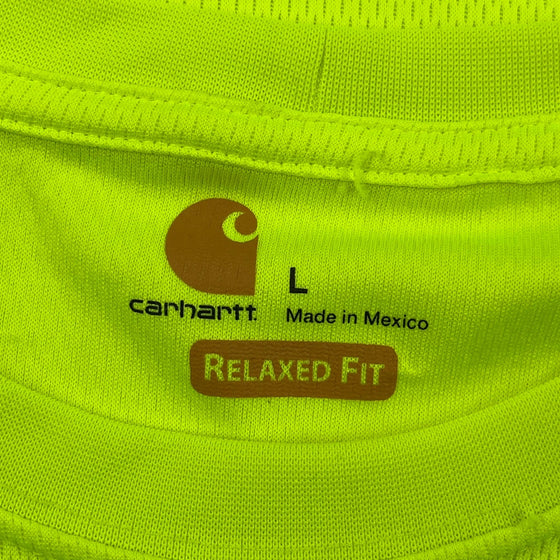 carhartt
L
Made in Mexico
RELAXED FIT